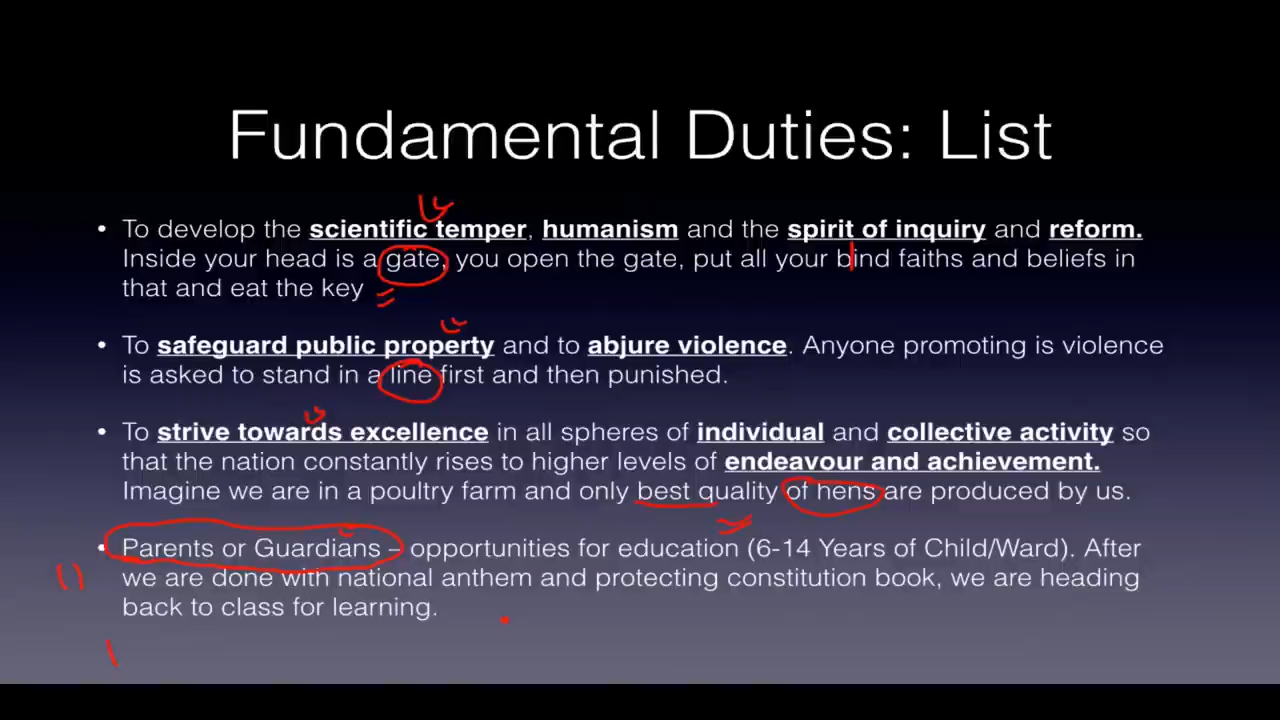 Fundamental Duties: List
• To develop the scientific temper, humanism and the spirit of inquiry and reform.
Inside your head is a gate, you open the gate, put all your blind faiths and beliefs in
that and eat the key
• To safeguard public property and to abjure violence. Anyone promoting is violence
is asked to stand in a line first and then punished.
• To strive towards excellence in all spheres of individual and collective activity so
that the nation constantly rises to higher levels of endeavour and achievement.
Imagine we are in a poultry farm and only best quality of hens are produced by us.
• Parents or Guardians – opportunities for education (6-14 Years of Child/Ward). After
we are done with national anthem and protecting constitution book, we are heading
back to class for learning.